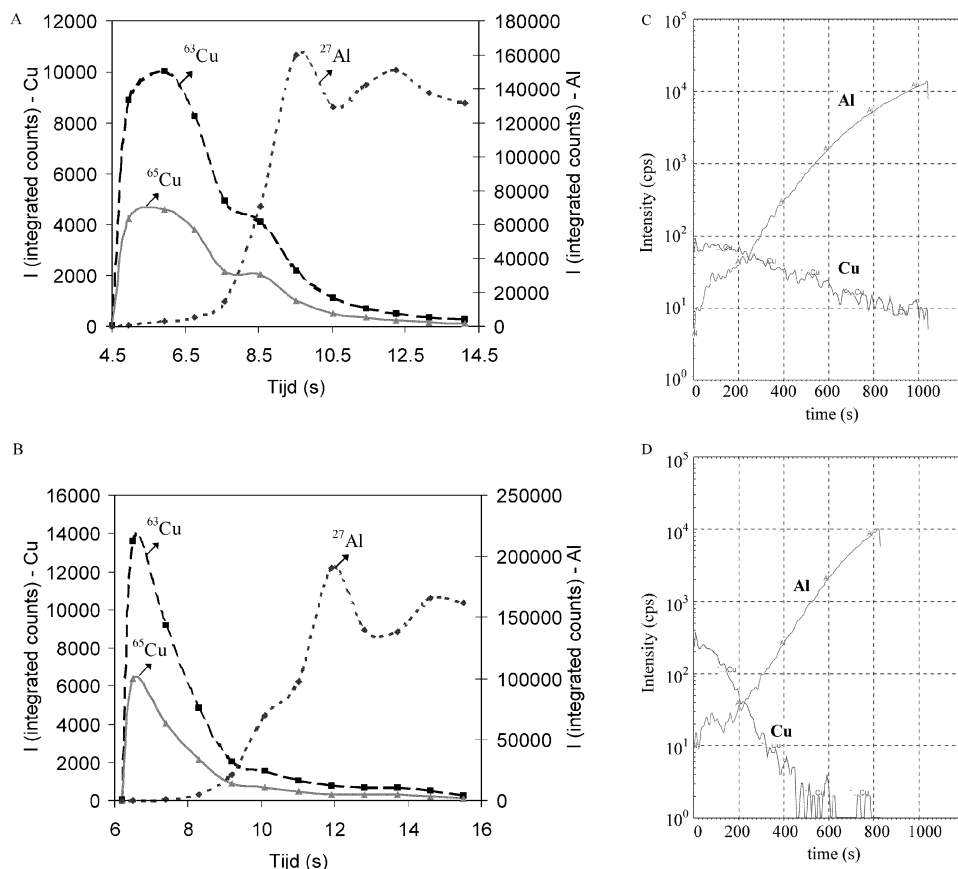 A
12000
10000
8000
6000
4000
2000
0
180000
160000
140000
120000
100000
80000
60000
40000
20000
0
4.5 6.5 8.5 10.5 12.5 14.5
I (integrated counts) - Cu
I (integrated counts) - Al
Tijd (s)
63Cu
65Cu
27Al
B
16000
14000
12000
10000
8000
6000
4000
2000
0
250000
200000
150000
100000
50000
0
6 8 10 12 14 16
I (integrated counts) - Cu
I (integrated counts) - Al
Tijd (s)
63Cu
65Cu
27Al
C
10^5
10^4
10^3
10^2
10^1
10^0
0 200 400 600 800 1000
Intensity (cps)
time (s)
Al
Cu
D
10^5
10^4
10^3
10^2
10^1
10^0
0 200 400 600 800 1000
Intensity (cps)
time (s)
Al
Cu